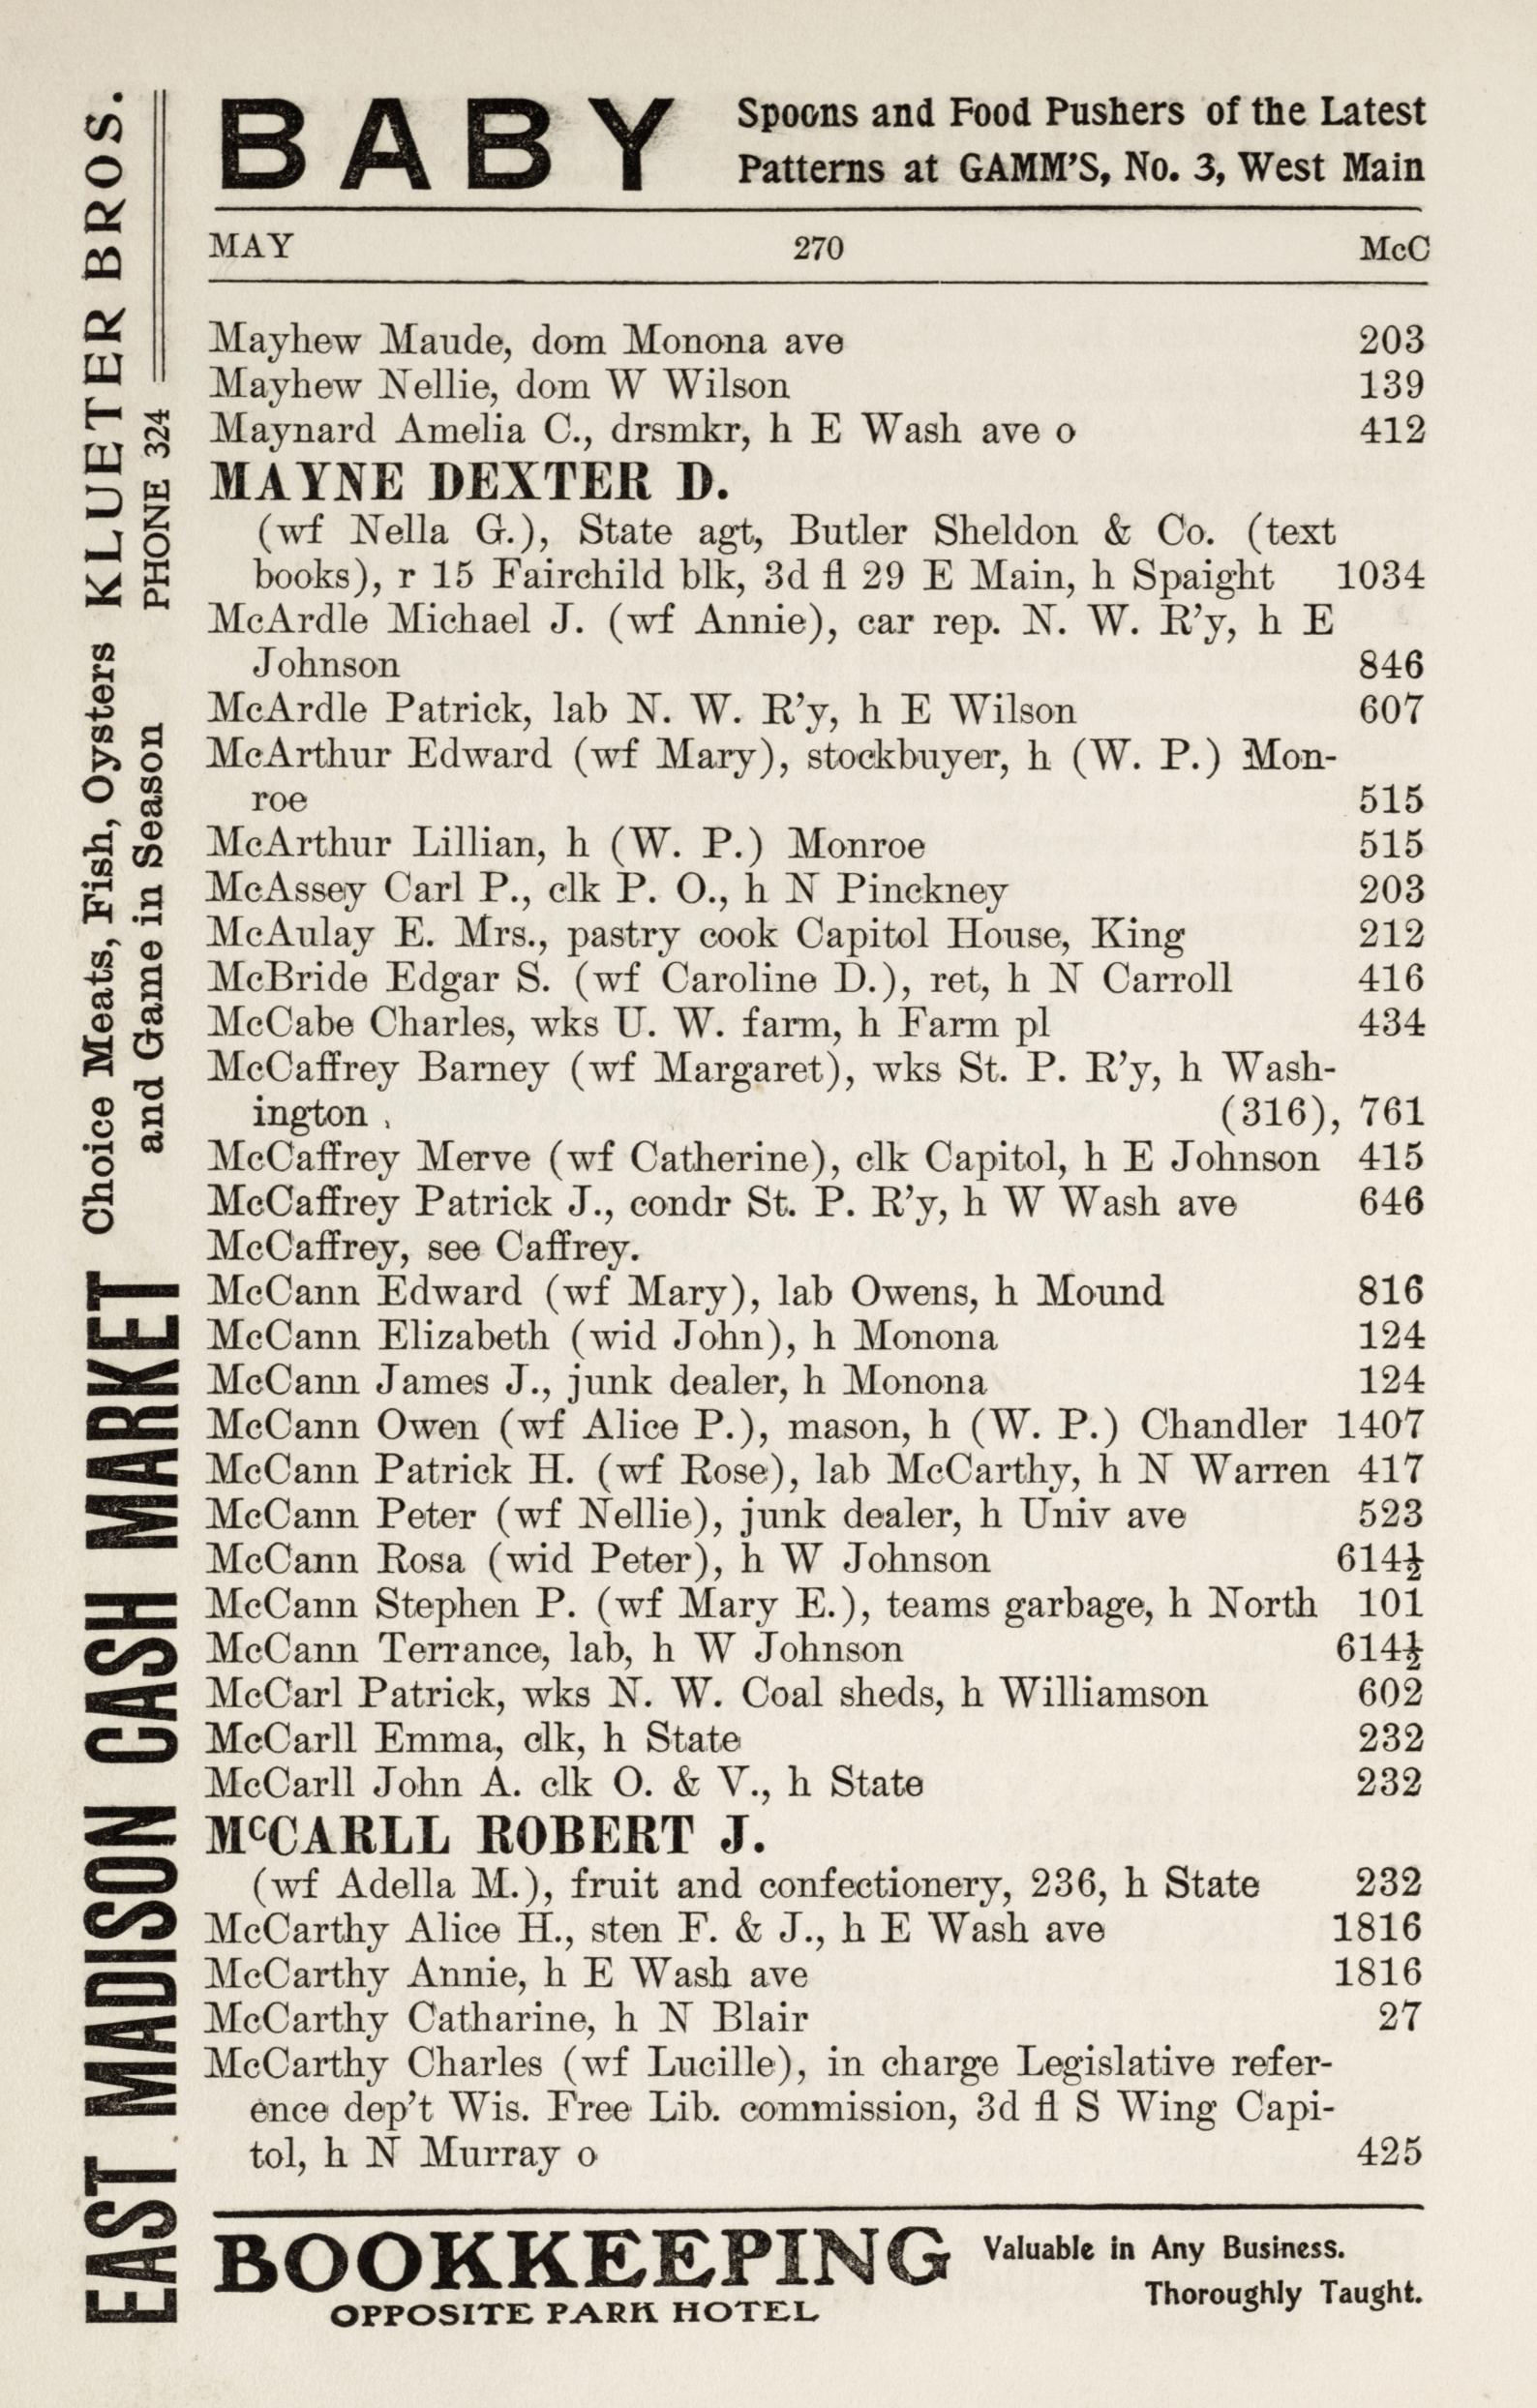 BABY
Spoons and Food Pushers of the Latest
Patterns at GAMM'S, No. 3, West Main
MAY 270 McC
Mayhew Maude, dom Monona ave 203
Mayhew Nellie, dom W Wilson 139
Maynard Amelia C., drsmkr, h E Wash ave o 412
MAYNE DEXTER D.
(wf Nella G.), State agt, Butler Sheldon & Co. (text
books), r 15 Fairchild blk, 3d fl 29 E Main, h Spaight 1034
McArdle Michael J. (wf Annie), car rep. N. W. R'y, h E
Johnson 846
McArdle Patrick, lab N. W. R'y, h E Wilson 607
McArthur Edward (wf Mary), stockbuyer, h (W. P.) Mon-
roe 515
McArthur Lillian, h (W. P.) Monroe 515
McAssey Carl P., clk P. O., h N Pinckney 203
McAulay E. Mrs., pastry cook Capitol House, King 212
McBride Edgar S. (wf Caroline D.), ret, h N Carroll 416
McCabe Charles, wks U. W. farm, h Farm pl 434
McCaffrey Barney (wf Margaret), wks St. P. R'y, h Wash-
ington . (316), 761
McCaffrey Merve (wf Catherine), clk Capitol, h E Johnson 415
McCaffrey Patrick J., condr St. P. R'y, h W Wash ave 646
McCaffrey, see Caffrey.
McCann Edward (wf Mary), lab Owens, h Mound 816
McCann Elizabeth (wid John), h Monona 124
McCann James J., junk dealer, h Monona 124
McCann Owen (wf Alice P.), mason, h (W. P.) Chandler 1407
McCann Patrick H. (wf Rose), lab McCarthy, h N Warren 417
McCann Peter (wf Nellie), junk dealer, h Univ ave 523
McCann Rosa (wid Peter), h W Johnson 614½
McCann Stephen P. (wf Mary E.), teams garbage, h North 101
McCann Terrance, lab, h W Johnson 614½
McCarl Patrick, wks N. W. Coal sheds, h Williamson 602
McCarll Emma, clk, h State 232
McCarll John A. clk O. & V., h State 232
McCARLL ROBERT J.
(wf Adella M.), fruit and confectionery, 236, h State 232
McCarthy Alice H., sten F. & J., h E Wash ave 1816
McCarthy Annie, h E Wash ave 1816
McCarthy Catharine, h N Blair 27
McCarthy Charles (wf Lucille), in charge Legislative refer-
ence dep't Wis. Free Lib. commission, 3d fl S Wing Capi-
tol, h N Murray o 425
BOOKKEEPING
OPPOSITE PARK HOTEL
Valuable in Any Business.
Thoroughly Taught.
EAST MADISON CASH MARKET
Choice Meats, Fish, Oysters
and Game in Season
KLUETER BROS.
PHONE 324